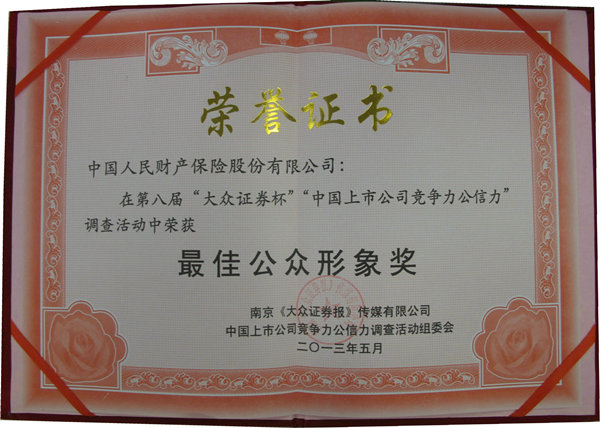 荣誉证书
中国人民财产保险股份有限公司：
在第八届“大众证券杯”“中国上市公司竞争力公信力”
调查活动中荣获
最佳公众形象奖
南京《大众证券报》传媒有限公司
中国上市公司竞争力公信力调查活动组委会
二〇一三年五月